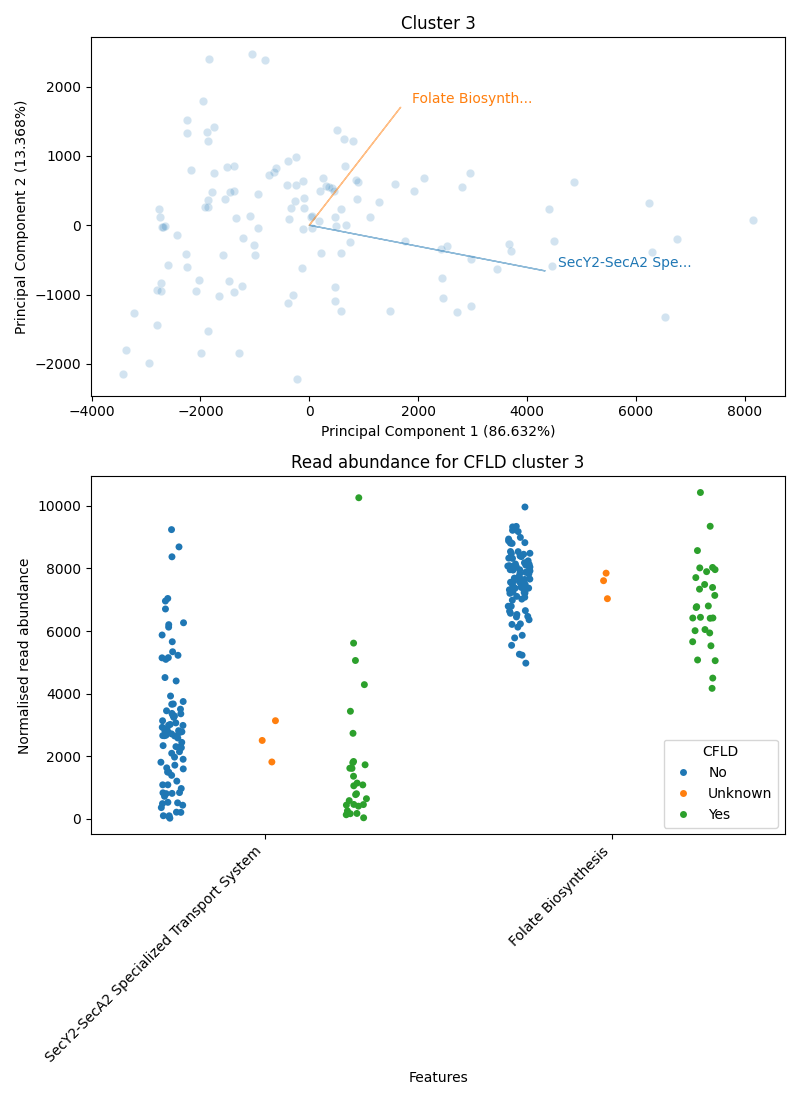 Cluster 3
2000
1000
0
−1000
−2000
Principal Component 2 (13.368%)
Folate Biosynth...
SecY2-SecA2 Spe...
−4000 −2000 0 2000 4000 6000 8000
Principal Component 1 (86.632%)
Read abundance for CFLD cluster 3
10000
8000
6000
4000
2000
0
Normalised read abundance
CFLD
No
Unknown
Yes
SecY2-SecA2 Specialized Transport System
Folate Biosynthesis
Features